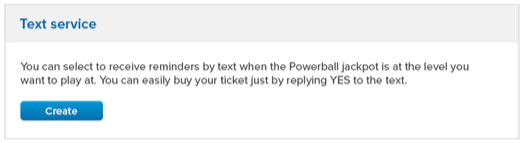 Text service
You can select to receive reminders by text when the Powerball jackpot is at the level you
want to play at. You can easily buy your ticket just by replying YES to the text.
Create